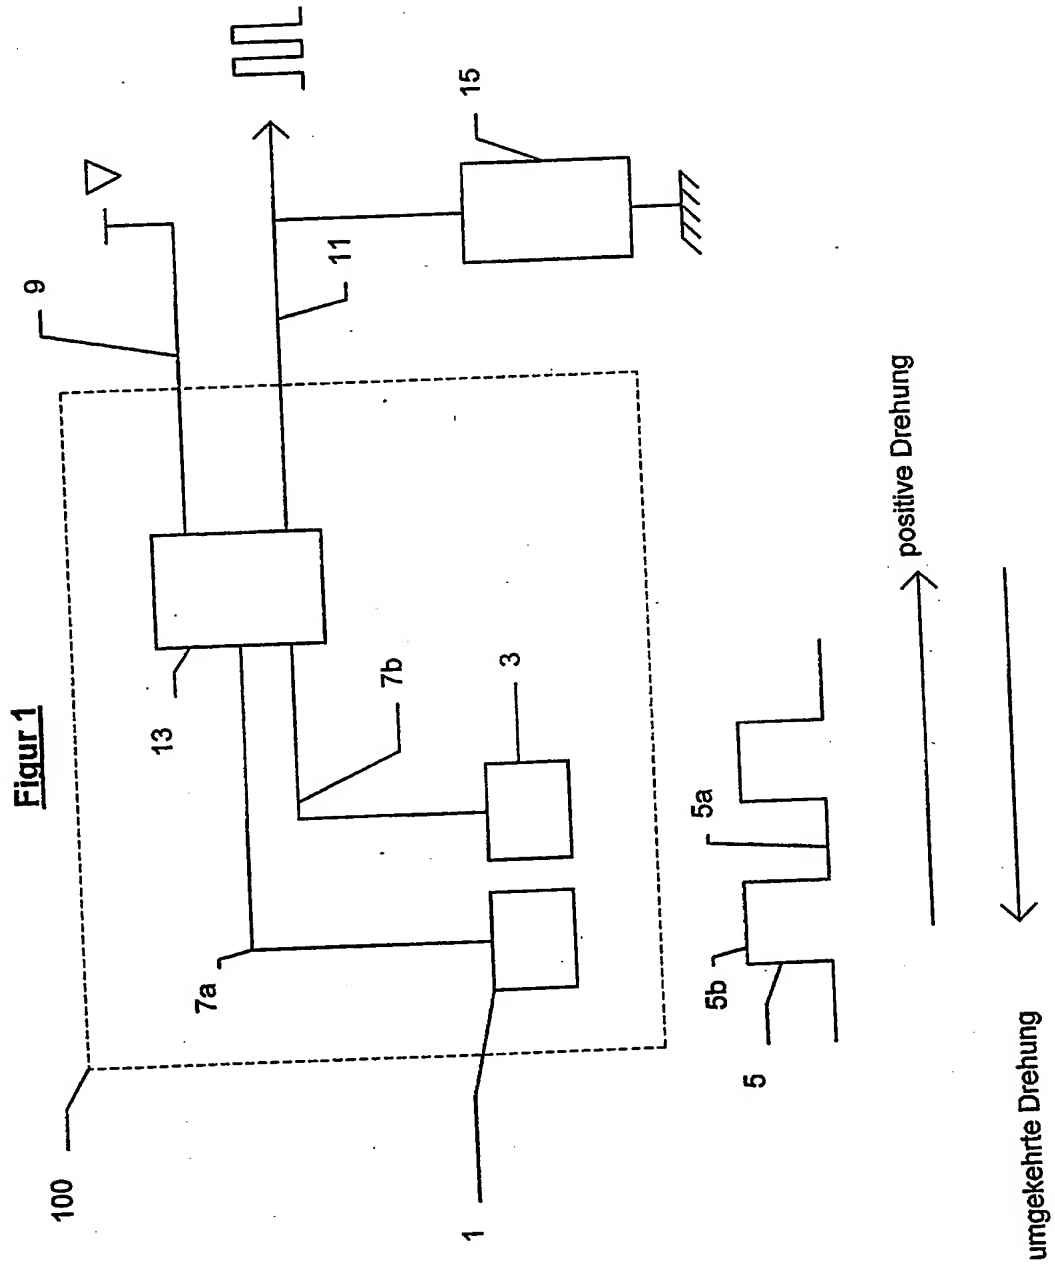 Figur 1
100
13
9
11
15
7a
7b
1
3
5
5b
5a
positive Drehung
umgekehrte Drehung